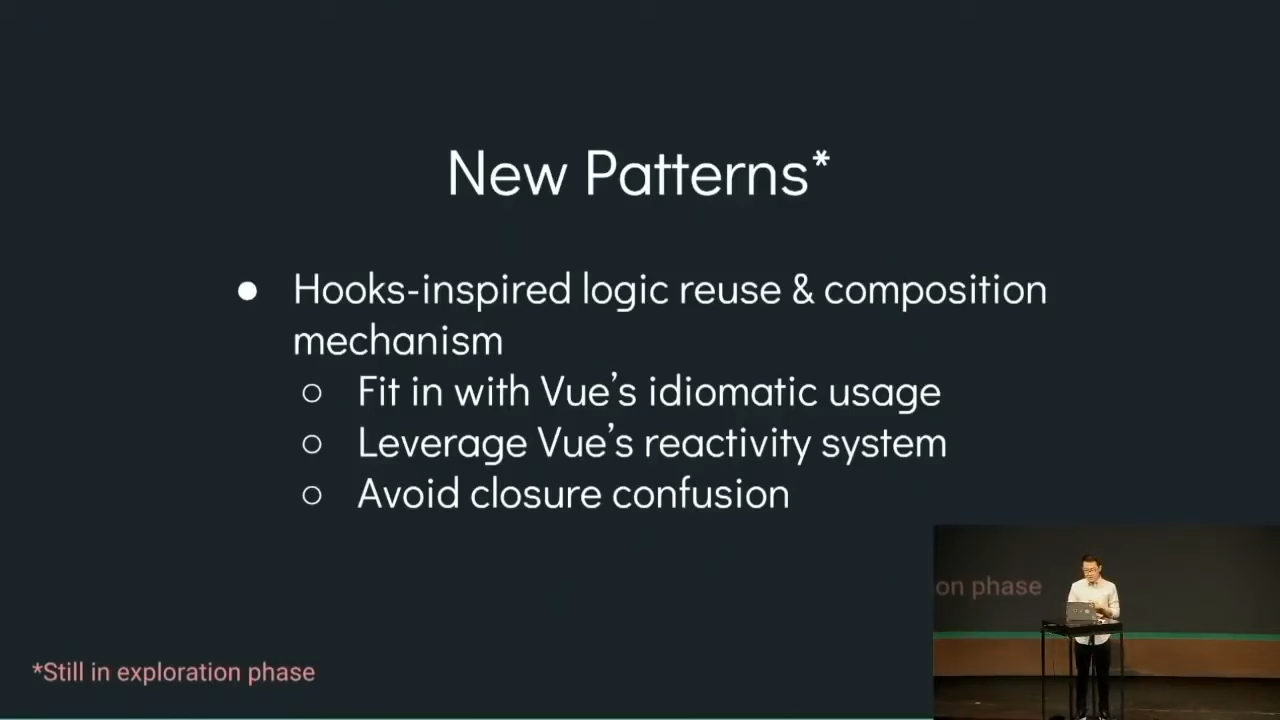 New Patterns*
● Hooks-inspired logic reuse & composition
mechanism
○ Fit in with Vue’s idiomatic usage
○ Leverage Vue’s reactivity system
○ Avoid closure confusion
on phase
*Still in exploration phase